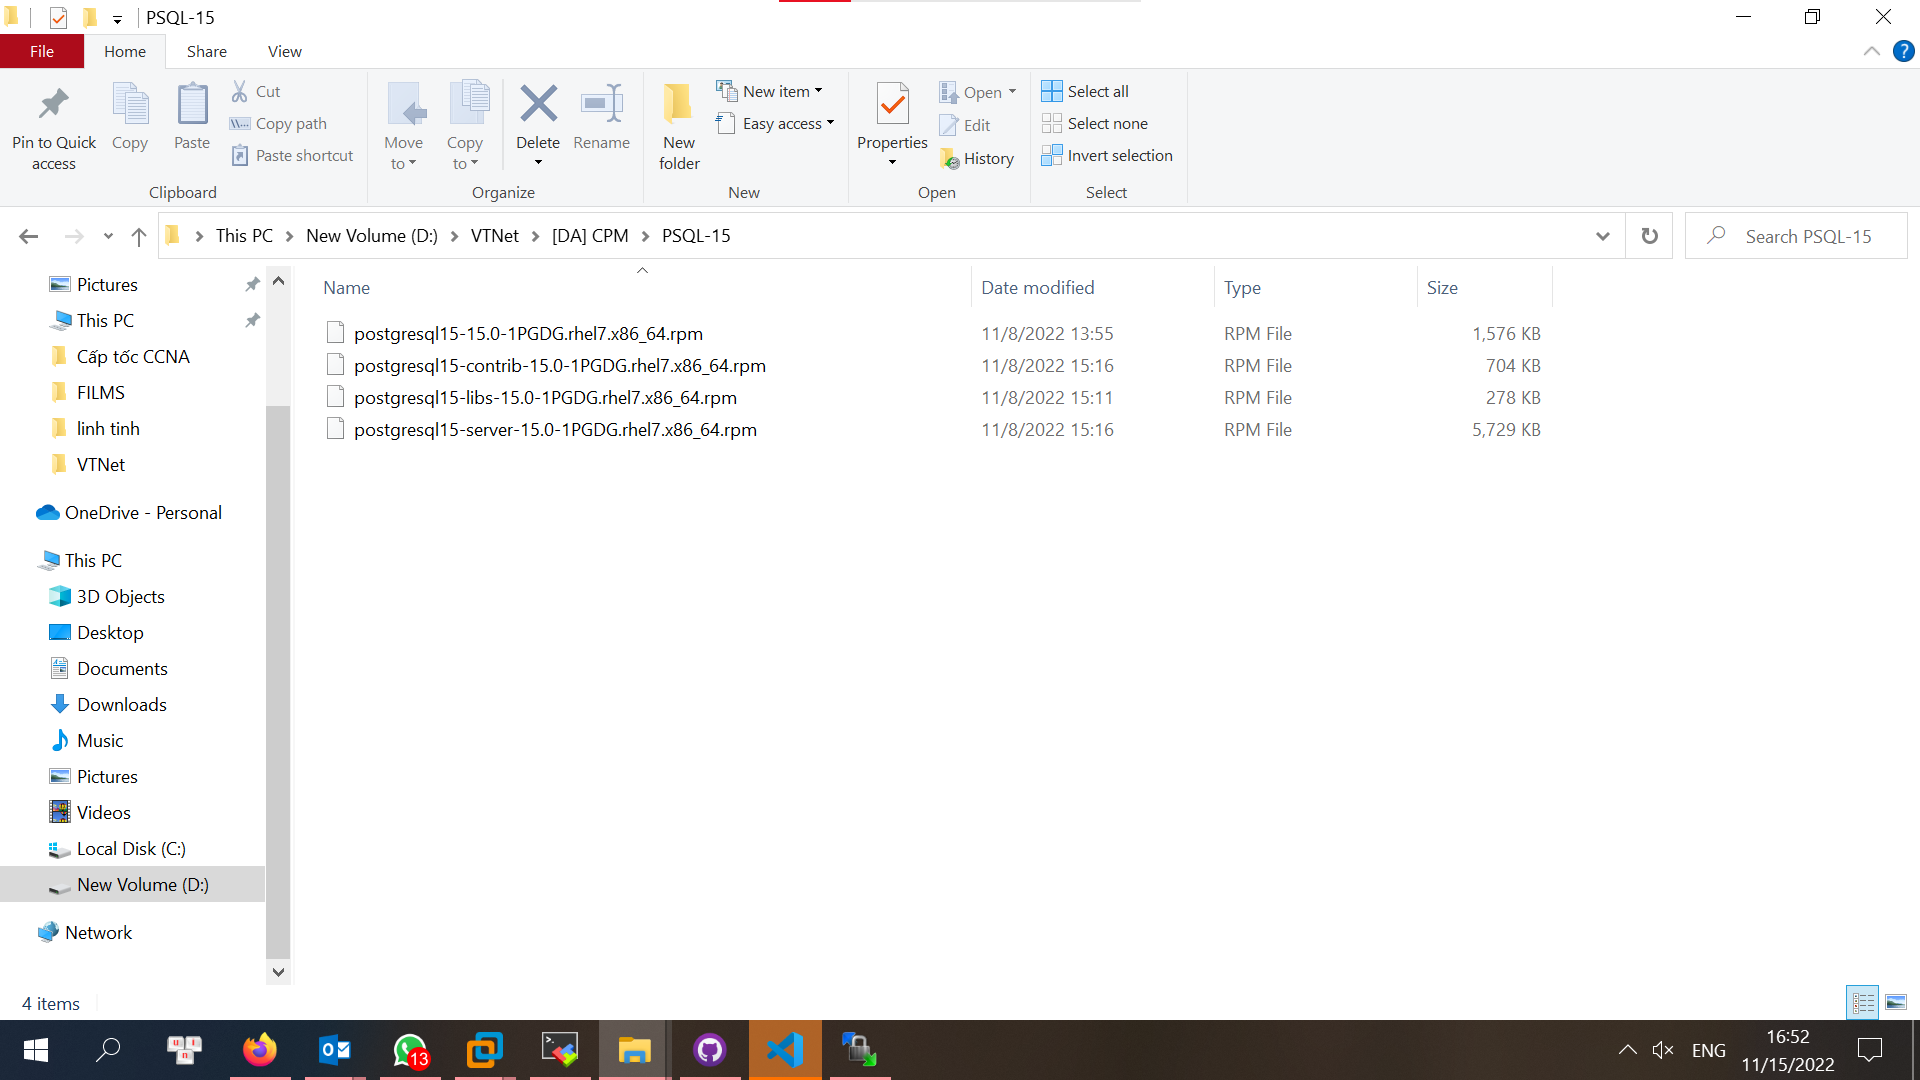 PSQL-15
File Home Share View
Pin to Quick access
Copy
Paste
Cut
Copy path
Paste shortcut
Clipboard
Move to
Copy to
Delete
Rename
Organize
New folder
New item
Easy access
New
Properties
Open
Edit
History
Open
Select all
Select none
Invert selection
Select
This PC New Volume (D:) VTNet [DA] CPM PSQL-15
Search PSQL-15
Pictures
This PC
Cấp tốc CCNA
FILMS
linh tinh
VTNet
OneDrive - Personal
This PC
3D Objects
Desktop
Documents
Downloads
Music
Pictures
Videos
Local Disk (C:)
New Volume (D:)
Network
Name Date modified Type Size
postgresql15-15.0-1PGDG.rhel7.x86_64.rpm 11/8/2022 13:55 RPM File 1,576 KB
postgresql15-contrib-15.0-1PGDG.rhel7.x86_64.rpm 11/8/2022 15:16 RPM File 704 KB
postgresql15-libs-15.0-1PGDG.rhel7.x86_64.rpm 11/8/2022 15:11 RPM File 278 KB
postgresql15-server-15.0-1PGDG.rhel7.x86_64.rpm 11/8/2022 15:16 RPM File 5,729 KB
4 items
13
ENG
16:52
11/15/2022